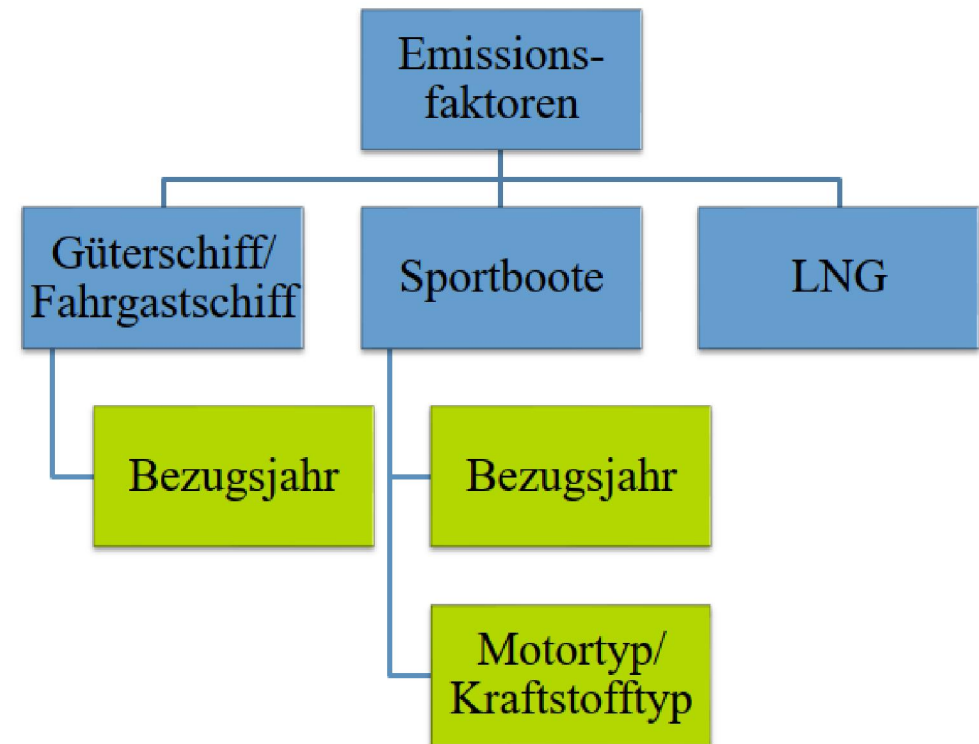 Emissions-
faktoren
Güterschiff/
Fahrgastschiff
Sportboote
LNG
Bezugsjahr
Bezugsjahr
Motortyp/
Kraftstofftyp